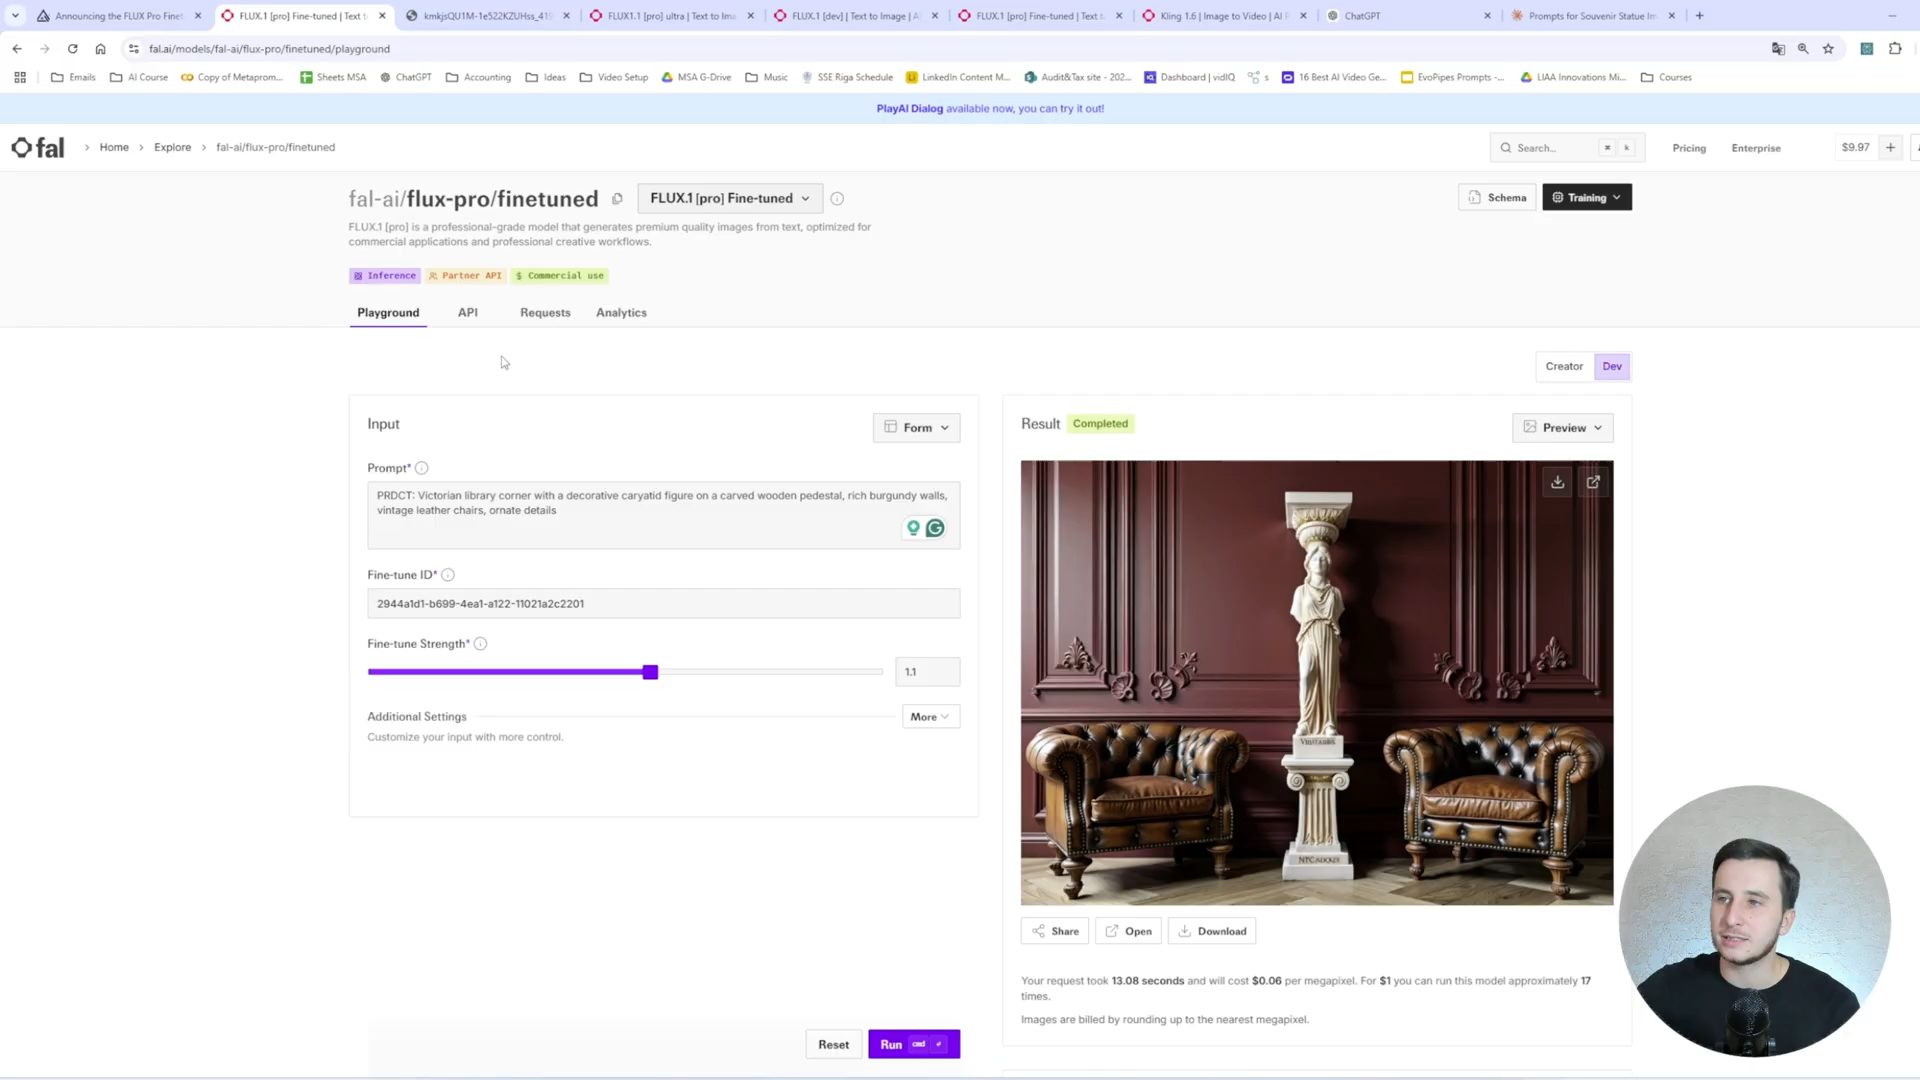 Announcing the FLUX Pro Finet
FLUX.1 [pro] Fine-tuned | Text to
kmkjsQU1M-1e522KZUHss_419
FLUX1.1 [pro] ultra | Text to Ima
FLUX.1 [dev] | Text to Image | AI
FLUX.1 [pro] Fine-tuned | Text t
Kling 1.6 | Image to Video | AI P
ChatGPT
Prompts for Souvenir Statue Im
fal.ai/models/fal-ai/flux-pro/finetuned/playground
Emails
AI Course
Copy of Metaprom...
Sheets MSA
ChatGPT
Accounting
Ideas
Video Setup
MSA G-Drive
Music
SSE Riga Schedule
LinkedIn Content M...
Audit&Tax site - 202...
Dashboard | vidIQ
s
16 Best AI Video Ge...
EvoPipes Prompts -...
LIAA Innovations Mi...
Courses
PlayAI Dialog available now, you can try it out!
fal
Home
Explore
fal-ai/flux-pro/finetuned
Search...
⌘
k
Pricing
Enterprise
$9.97
+
fal-ai/flux-pro/finetuned
FLUX.1 [pro] Fine-tuned
Schema
Training
FLUX.1 [pro] is a professional-grade model that generates premium quality images from text, optimized for
commercial applications and professional creative workflows.
Inference
Partner API
$ Commercial use
Playground
API
Requests
Analytics
Creator
Dev
Input
Form
Prompt*
PRDCT: Victorian library corner with a decorative caryatid figure on a carved wooden pedestal, rich burgundy walls,
vintage leather chairs, ornate details
Fine-tune ID*
2944a1d1-b699-4ea1-a122-11021a2c2201
Fine-tune Strength*
1.1
Additional Settings
More
Customize your input with more control.
Reset
Run
cmd
Result
Completed
Preview
Share
Open
Download
Your request took 13.08 seconds and will cost $0.06 per megapixel. For $1 you can run this model approximately 17
times.
Images are billed by rounding up to the nearest megapixel.